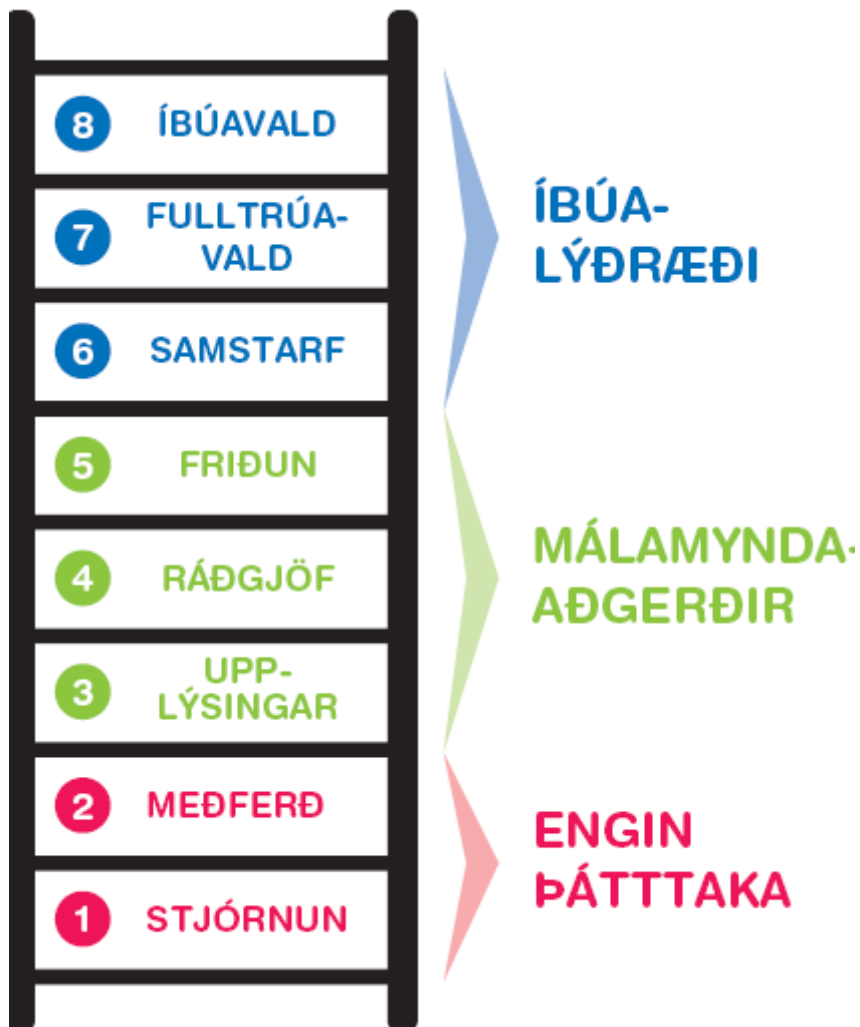 8 ÍBÚAVALD
7 FULLTRÚA-
VALD
6 SAMSTARF
ÍBÚA-
LÝÐRÆÐI
5 FRIÐUN
4 RÁÐGJÖF
3 UPP-
LÝSINGAR
MÁLAMYNDA-
AÐGERÐIR
2 MEÐFERÐ
1 STJÓRNUN
ENGIN
ÞÁTTTAKA